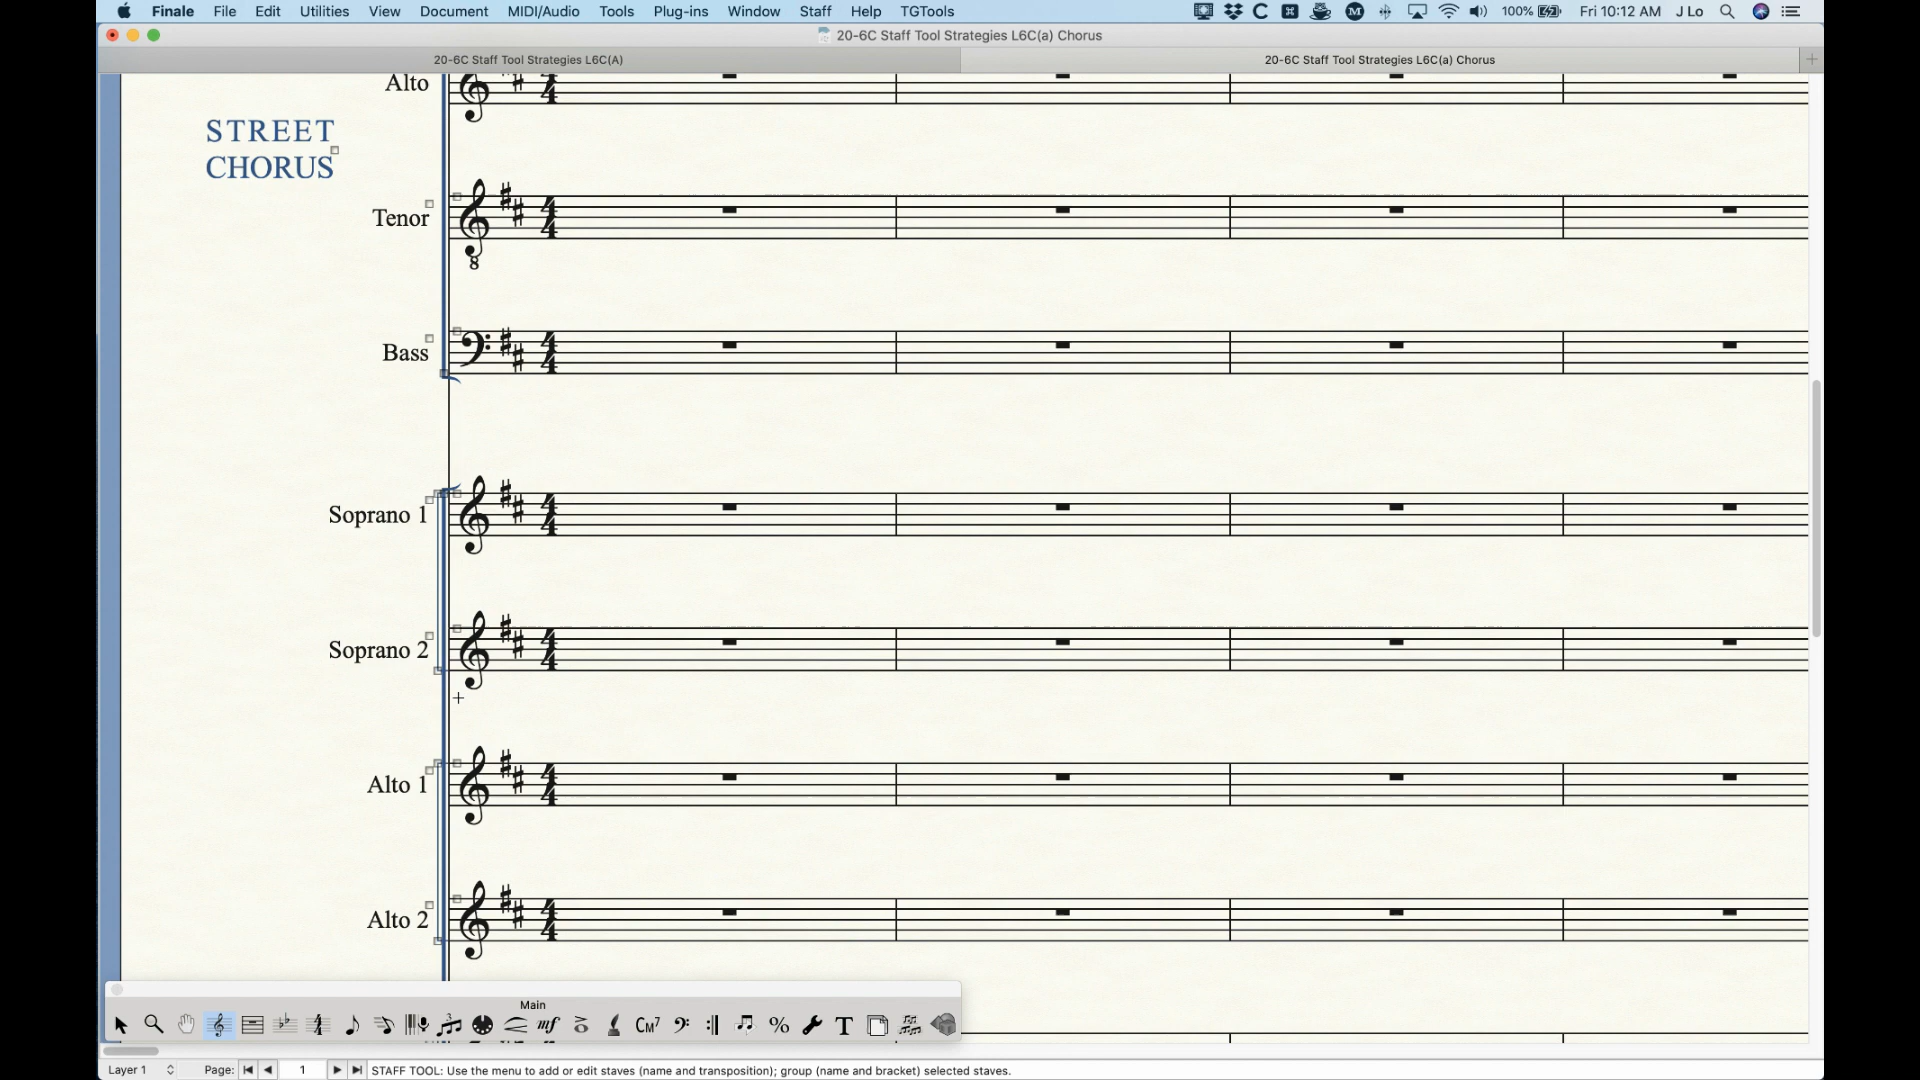 Finale File Edit Utilities View Document MIDI/Audio Tools Plug-ins Window Staff Help TGTools 100% Fri 10:12 AM J Lo
20-6C Staff Tool Strategies L6C(a) Chorus
20-6C Staff Tool Strategies L6C(A) 20-6C Staff Tool Strategies L6C(a) Chorus
Alto
STREET
CHORUS
Tenor
8
Bass
Soprano 1
Soprano 2
Alto 1
Alto 2
Main
mf CM7 % T
Layer 1 Page: 1 STAFF TOOL: Use the menu to add or edit staves (name and transposition); group (name and bracket) selected staves.